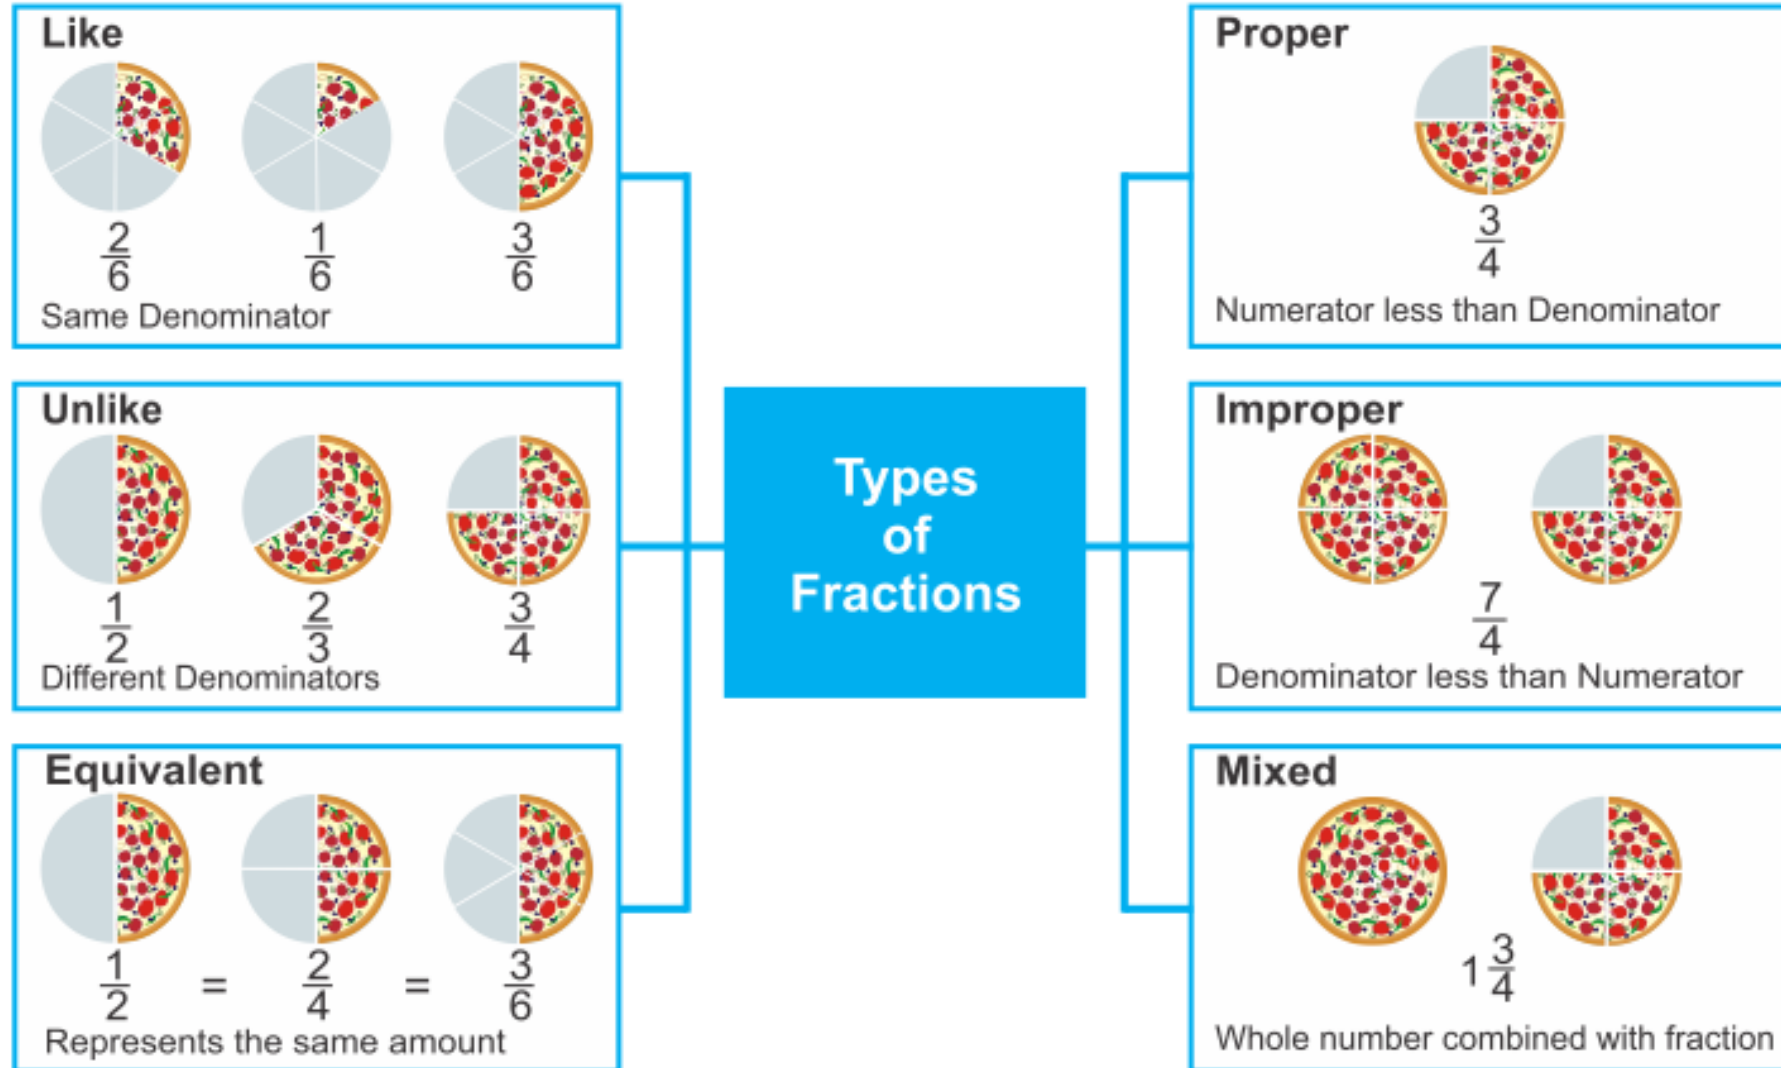 Like
2/6 1/6 3/6
Same Denominator
Unlike
1/2 2/3 3/4
Different Denominators
Equivalent
1/2 = 2/4 = 3/6
Represents the same amount
Types
of
Fractions
Proper
3/4
Numerator less than Denominator
Improper
7/4
Denominator less than Numerator
Mixed
1 3/4
Whole number combined with fraction